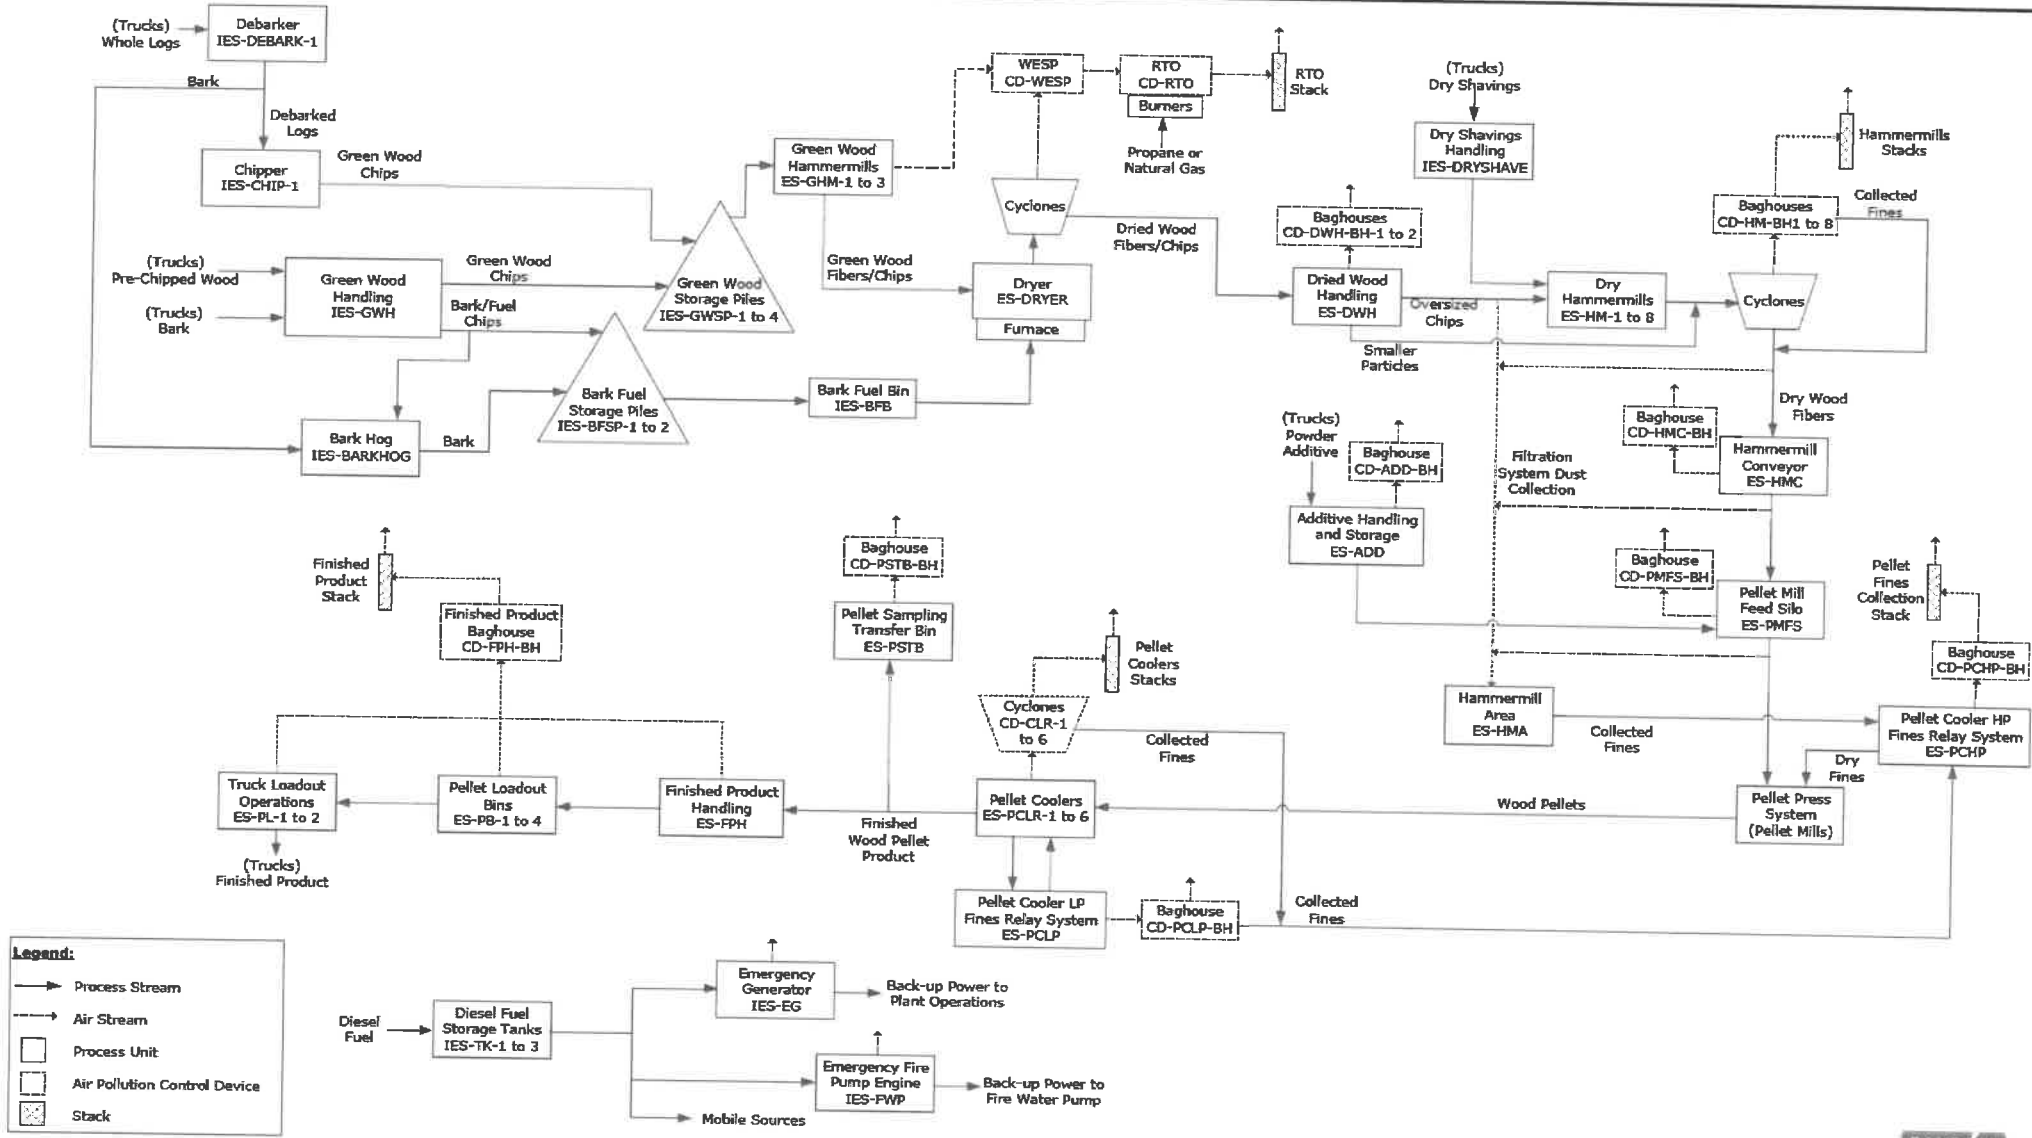 (Trucks)
Whole Logs
Debarker
IES-DEBARK-1
Bark
Debarked
Logs
Chipper
IES-CHIP-1
Green Wood
Chips
(Trucks)
Pre-Chipped Wood
(Trucks)
Bark
Green Wood
Handling
IES-GWH
Green Wood
Chips
Bark/Fuel
Chips
Green Wood
Storage Piles
IES-GWSP-1 to 4
Bark Hog
IES-BARKHOG
Bark
Bark Fuel
Storage Piles
IES-BFSP-1 to 2
Bark Fuel Bin
IES-BFB
Green Wood
Hammermills
ES-GHM-1 to 3
Green Wood
Fibers/Chips
WESP
CD-WESP
RTO
CD-RTO
Burners
Propane or
Natural Gas
RTO
Stack
Cyclones
Dryer
ES-DRYER
Furnace
Dried Wood
Fibers/Chips
Baghouses
CD-DWH-BH-1 to 2
Dried Wood
Handling
ES-DWH
Oversized
Chips
Smaller
Particles
(Trucks)
Dry Shavings
Dry Shavings
Handling
IES-DRYSHAVE
Dry
Hammermills
ES-HM-1 to 8
Cyclones
Baghouses
CD-HM-BH1 to 8
Hammermills
Stacks
Collected
Fines
Dry Wood
Fibers
Baghouse
CD-HMC-BH
Hammermill
Conveyor
ES-HMC
Filtration
System Dust
Collection
(Trucks)
Powder
Additive
Baghouse
CD-ADD-BH
Additive Handling
and Storage
ES-ADD
Baghouse
CD-PMFS-BH
Pellet Mill
Feed Silo
ES-PMFS
Pellet
Fines
Collection
Stack
Baghouse
CD-PCHP-BH
Hammermill
Area
ES-HMA
Collected
Fines
Pellet Cooler HP
Fines Relay System
ES-PCHP
Dry
Fines
Pellet Press
System
(Pellet Mills)
Wood Pellets
Finished
Product
Stack
Finished Product
Baghouse
CD-FPH-BH
Baghouse
CD-PSTB-BH
Pellet Sampling
Transfer Bin
ES-PSTB
Pellet
Coolers
Stacks
Cyclones
CD-CLR-1
to 6
Collected
Fines
Truck Loadout
Operations
ES-PL-1 to 2
(Trucks)
Finished Product
Pellet Loadout
Bins
ES-PB-1 to 4
Finished Product
Handling
ES-FPH
Finished
Wood Pellet
Product
Pellet Coolers
ES-PCLR-1 to 6
Pellet Cooler LP
Fines Relay System
ES-PCLP
Baghouse
CD-PCLP-BH
Collected
Fines
Legend:
Process Stream
Air Stream
Process Unit
Air Pollution Control Device
Stack
Diesel
Fuel
Diesel Fuel
Storage Tanks
IES-TK-1 to 3
Emergency
Generator
IES-EG
Back-up Power to
Plant Operations
Emergency Fire
Pump Engine
IES-FWP
Back-up Power to
Fire Water Pump
Mobile Sources